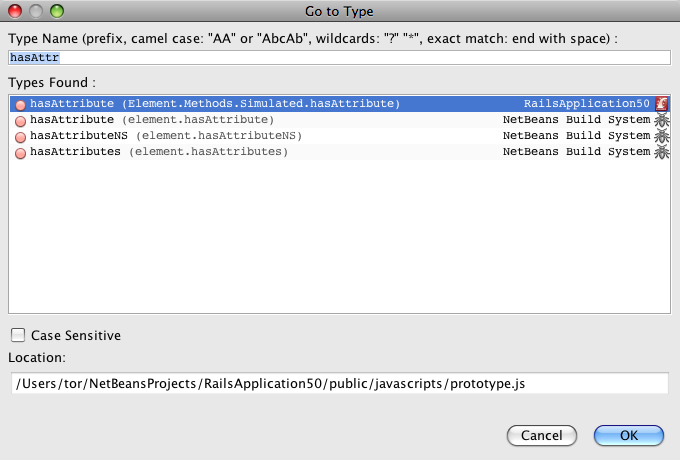 Go to Type
Type Name (prefix, camel case: "AA" or "AbcAb", wildcards: "?" "*", exact match: end with space) :
hasAttr
Types Found :
hasAttribute (Element.Methods.Simulated.hasAttribute) RailsApplication50
hasAttribute (element.hasAttribute) NetBeans Build System
hasAttributeNS (element.hasAttributeNS) NetBeans Build System
hasAttributes (element.hasAttributes) NetBeans Build System
Case Sensitive
Location:
/Users/tor/NetBeansProjects/RailsApplication50/public/javascripts/prototype.js
Cancel OK